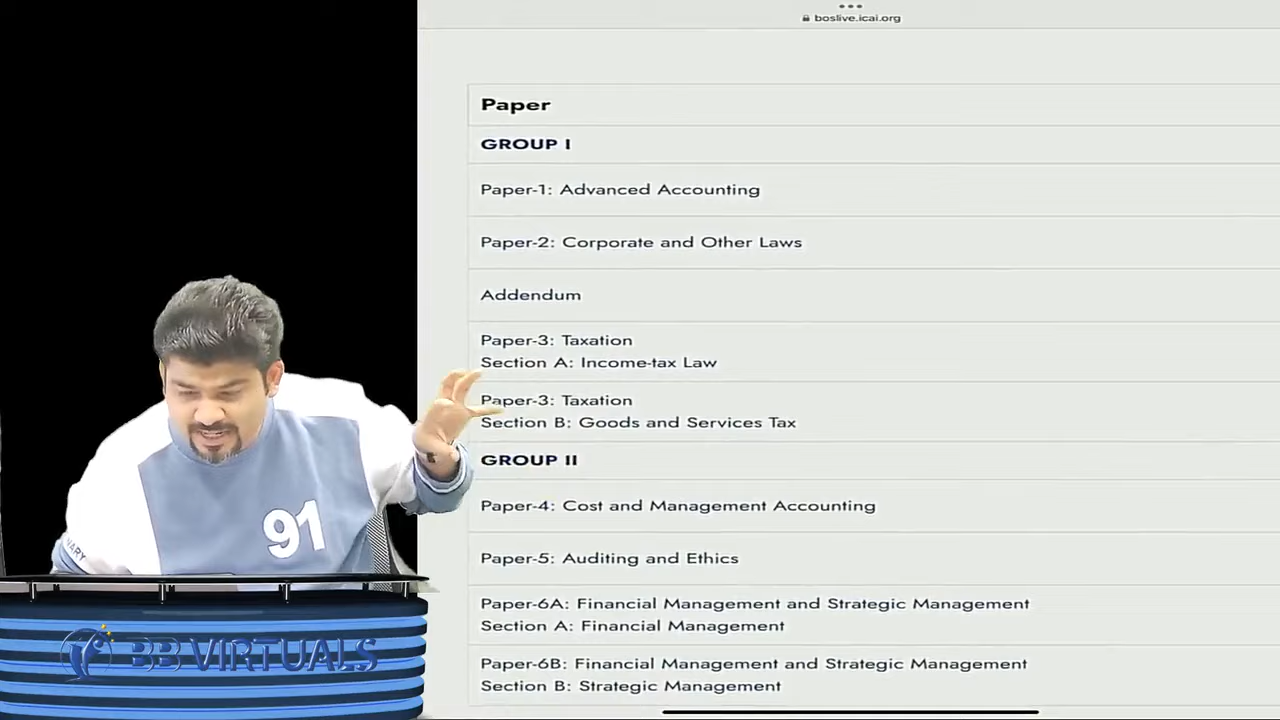 boslive.icai.org
Paper
GROUP I
Paper-1: Advanced Accounting
Paper-2: Corporate and Other Laws
Addendum
Paper-3: Taxation
Section A: Income-tax Law
Paper-3: Taxation
Section B: Goods and Services Tax
GROUP II
Paper-4: Cost and Management Accounting
Paper-5: Auditing and Ethics
Paper-6A: Financial Management and Strategic Management
Section A: Financial Management
Paper-6B: Financial Management and Strategic Management
Section B: Strategic Management
91
BB VIRTUALS